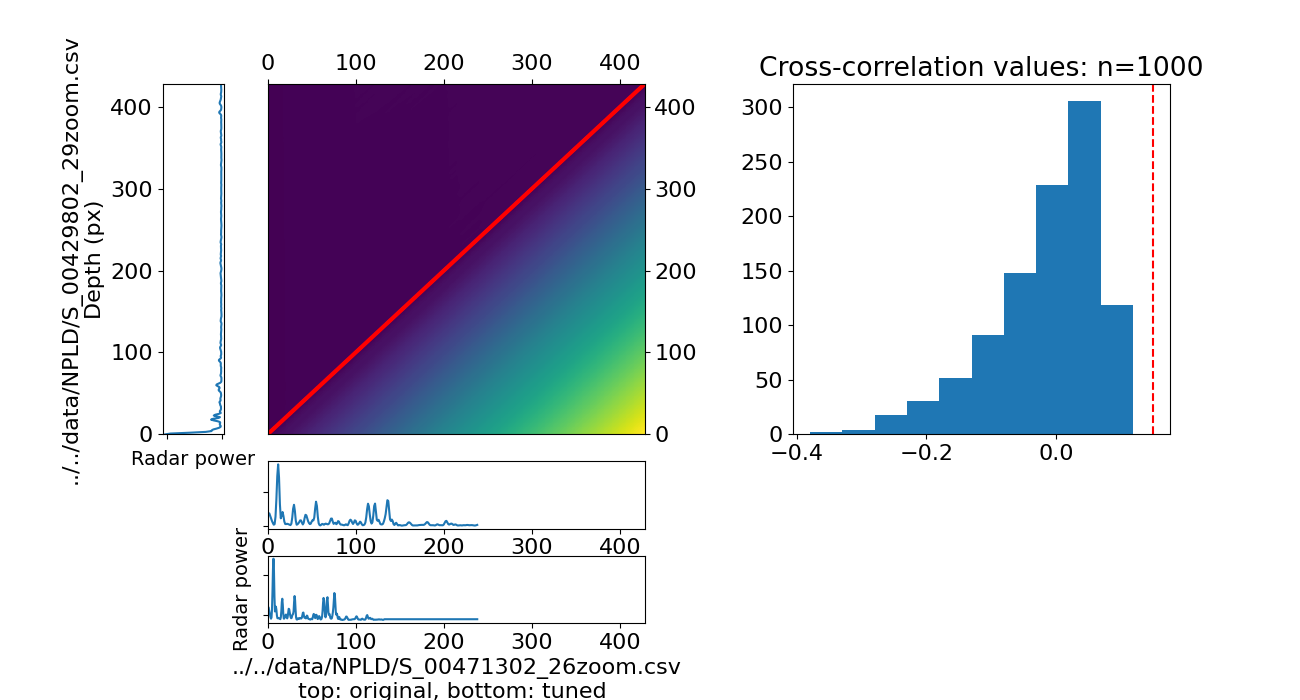 0 100 200 300 400
Cross-correlation values: n=1000
../../data/NPLD/S_00429802_29zoom.csv
Depth (px)
400
300
200
100
0
400
300
200
100
0
300
250
200
150
100
50
0
−0.4 −0.2 0.0
Radar power
0 100 200 300 400
Radar power
0 100 200 300 400
../../data/NPLD/S_00471302_26zoom.csv
top: original, bottom: tuned